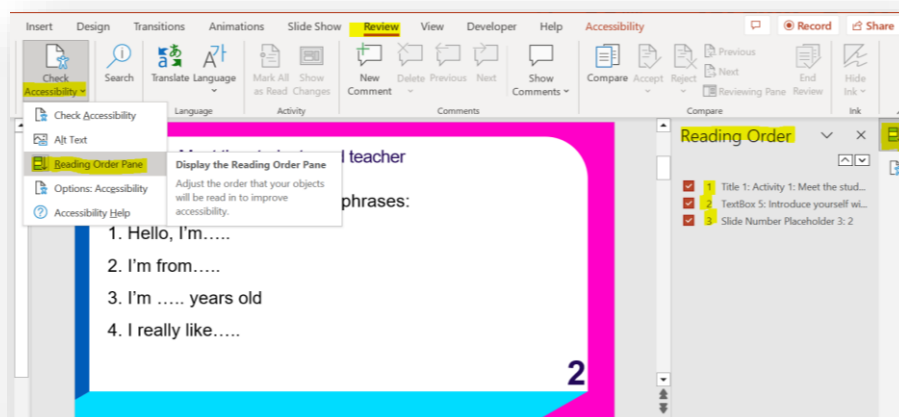 Insert Design Transitions Animations Slide Show Review View Developer Help Accessibility Record Share
Check Accessibility
Search
Translate
Language
Mark All as Read
Show Changes
New Comment
Delete
Previous
Next
Show Comments
Compare
Accept
Reject
Previous
Next
Reviewing Pane
End Review
Hide Ink
Language
Activity
Comments
Compare
Ink
Check Accessibility
Alt Text
Reading Order Pane
Options: Accessibility
Accessibility Help
Display the Reading Order Pane
Adjust the order that your objects
will be read in to improve
accessibility.
teacher
phrases:
1. Hello, I'm…..
2. I'm from…..
3. I'm ….. years old
4. I really like…..
2
Reading Order
1 Title 1: Activity 1: Meet the stud...
2 TextBox 5: Introduce yourself wi...
3 Slide Number Placeholder 3: 2